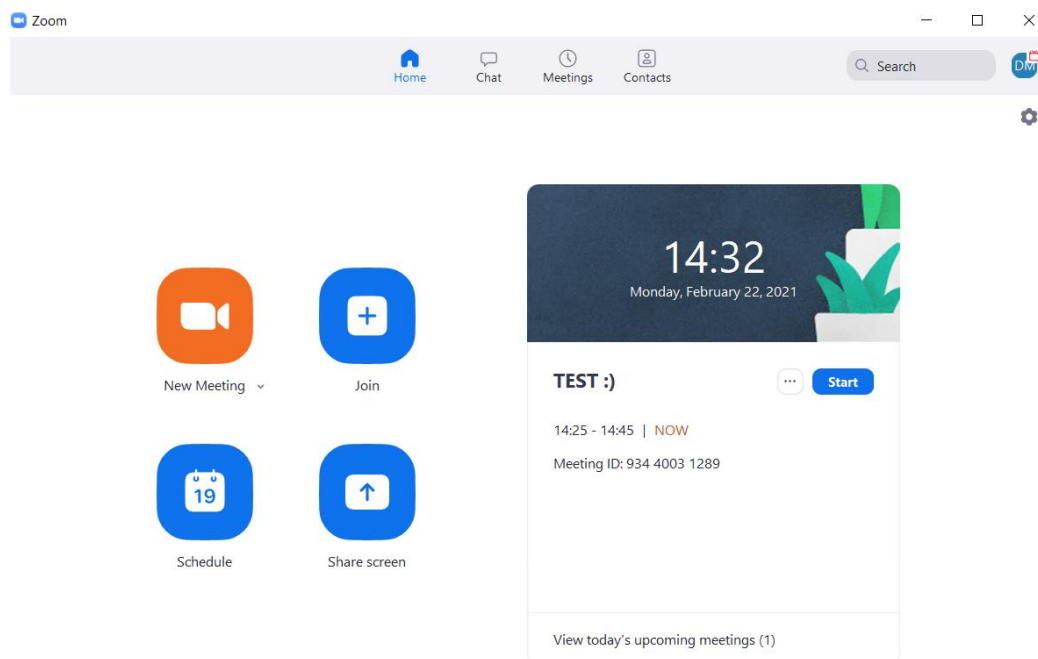 Zoom
Home
Chat
Meetings
Contacts
Search
DM
14:32
Monday, February 22, 2021
New Meeting
Join
TEST :)
...
Start
14:25 - 14:45 | NOW
Meeting ID: 934 4003 1289
19
Schedule
Share screen
View today's upcoming meetings (1)